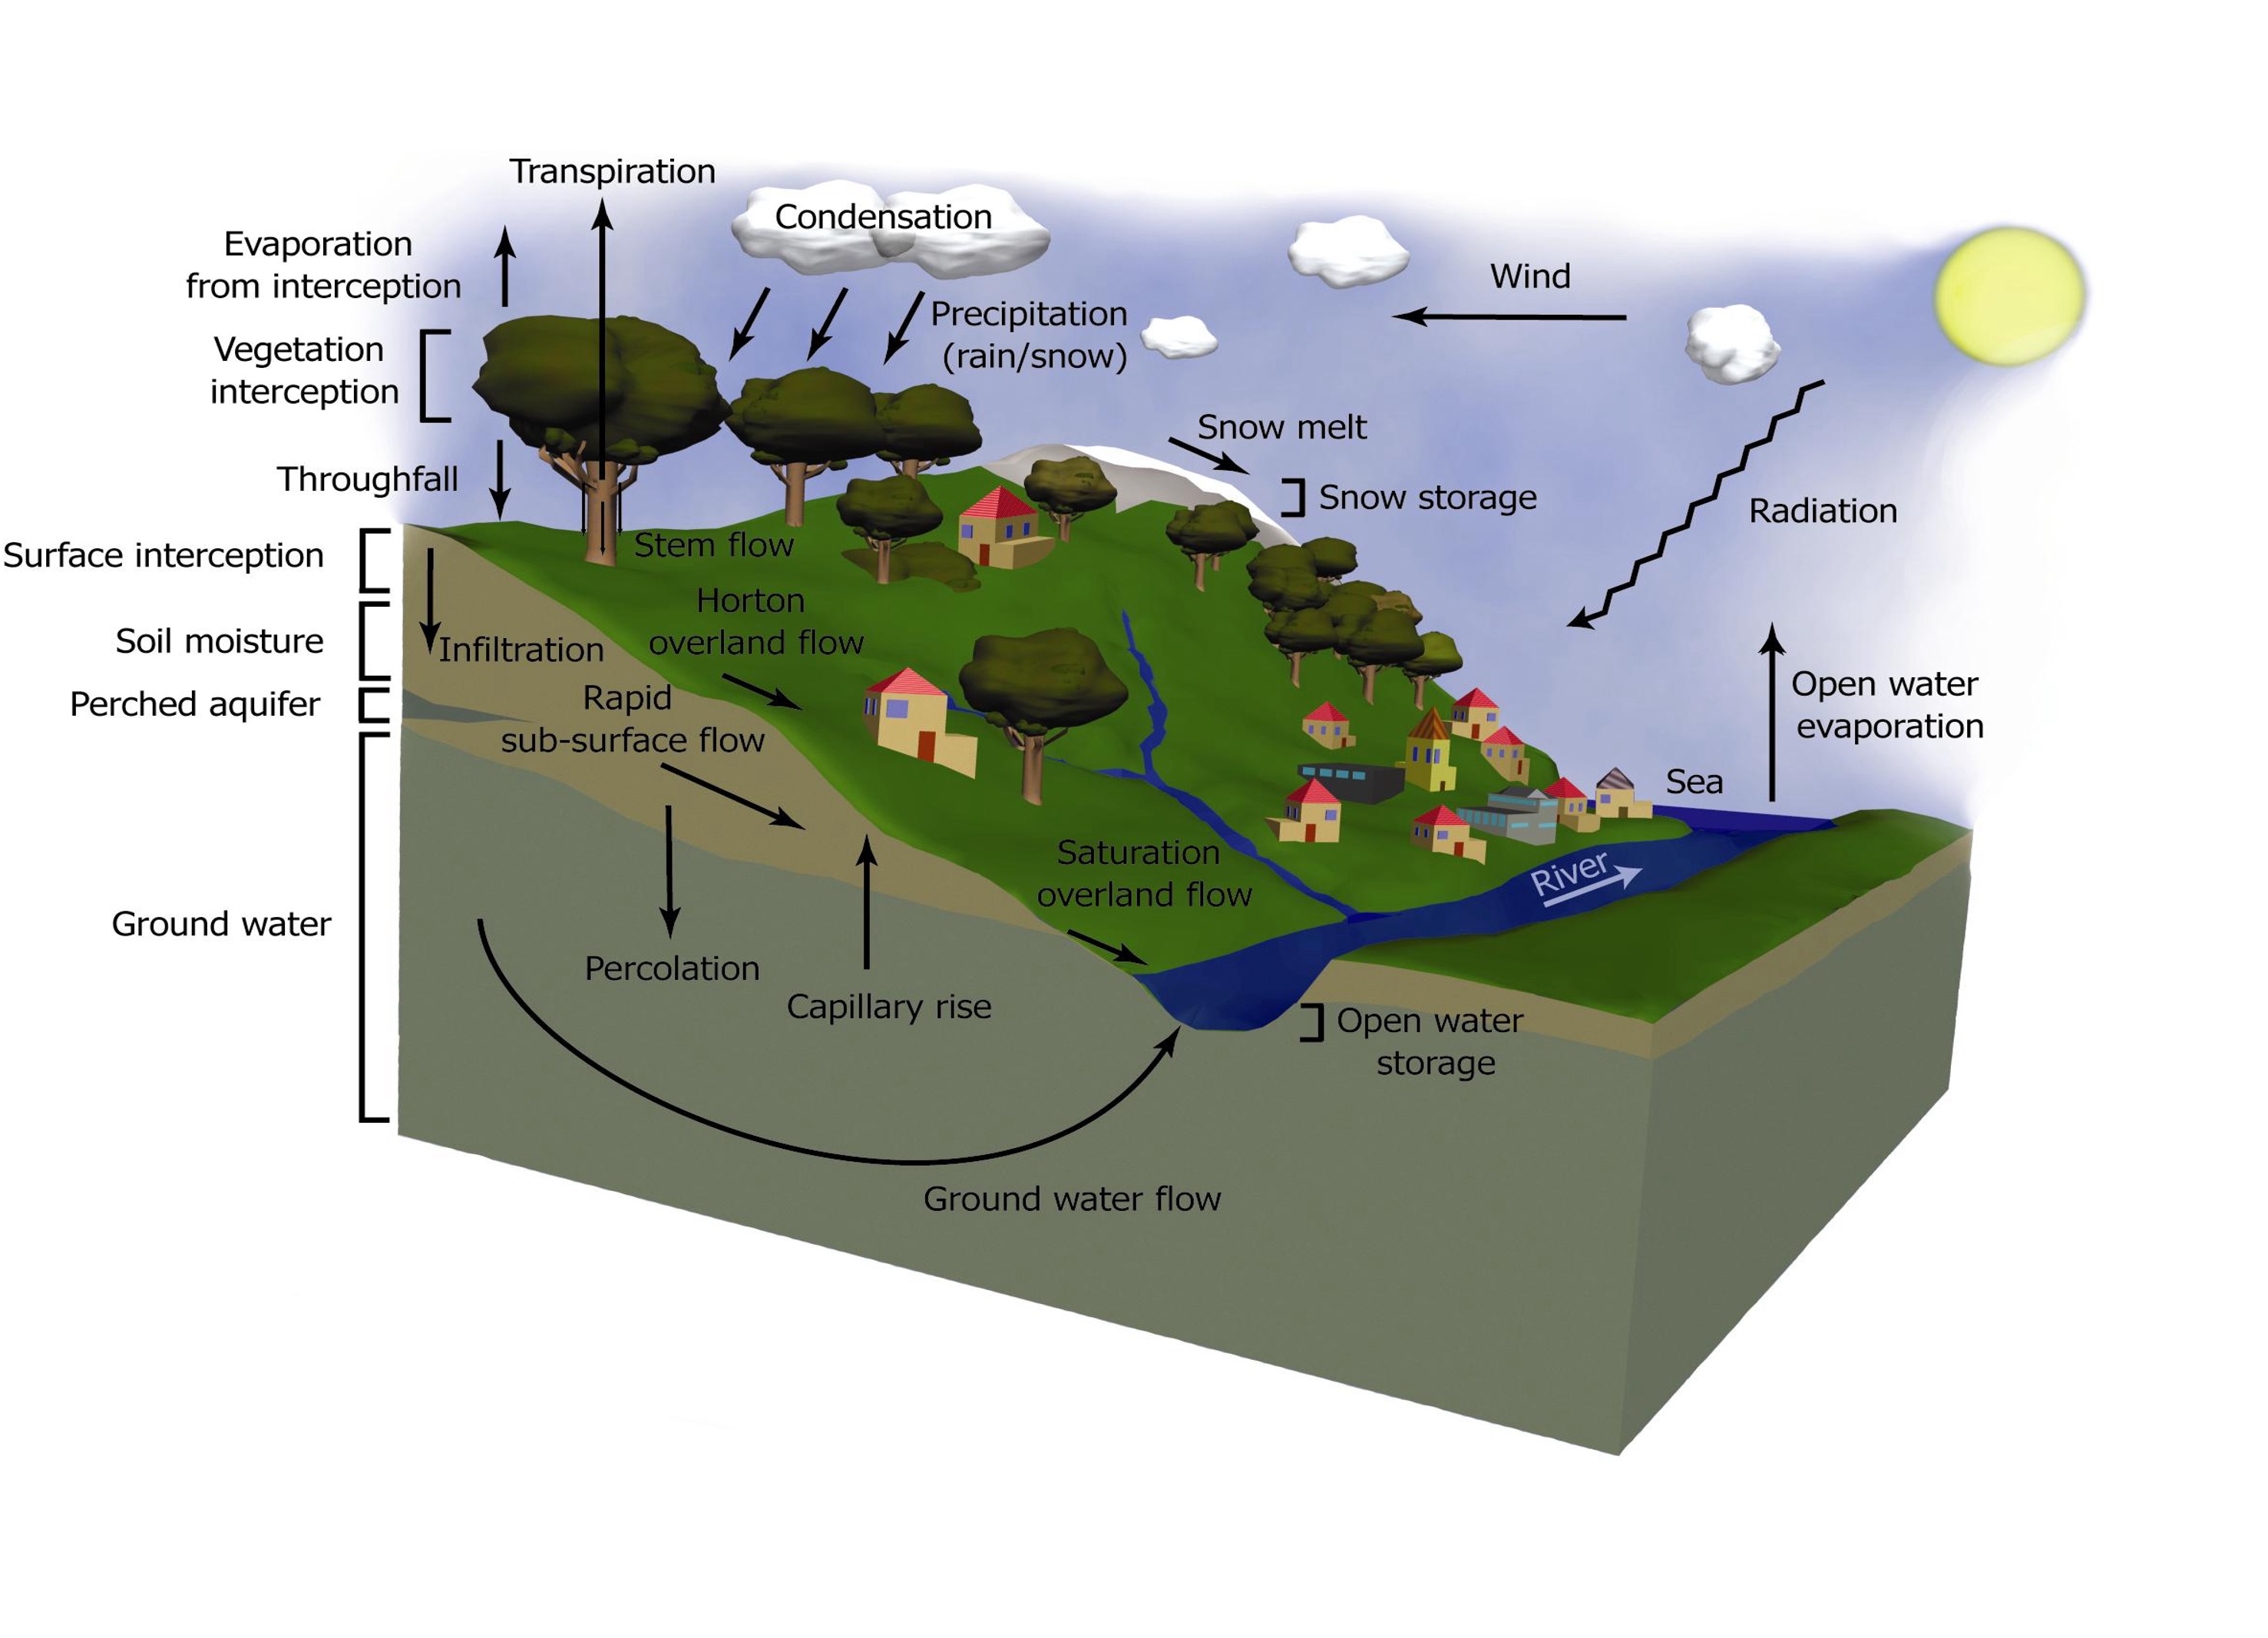 Transpiration
Condensation
Evaporation
from interception
Wind
Precipitation
(rain/snow)
Vegetation
interception
Snow melt
Throughfall
Snow storage
Radiation
Surface interception
Stem flow
Horton
overland flow
Soil moisture
Infiltration
Perched aquifer
Rapid
sub-surface flow
Open water
evaporation
Sea
Saturation
overland flow
River
Ground water
Percolation
Capillary rise
Open water
storage
Ground water flow